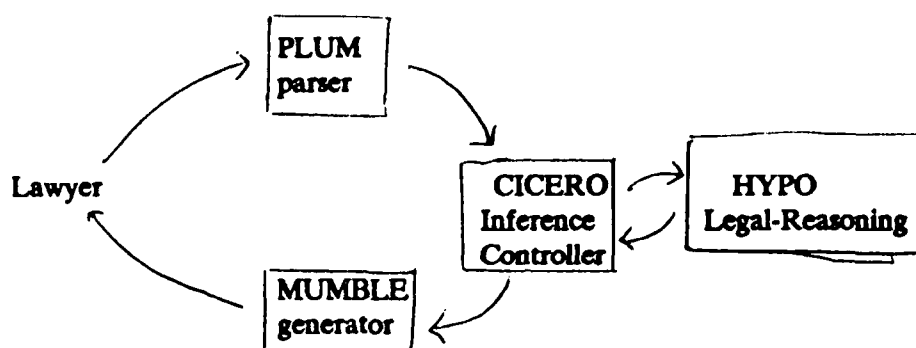 PLUM
parser
Lawyer
CICERO
Inference
Controller
HYPO
Legal-Reasoning
MUMBLE
generator